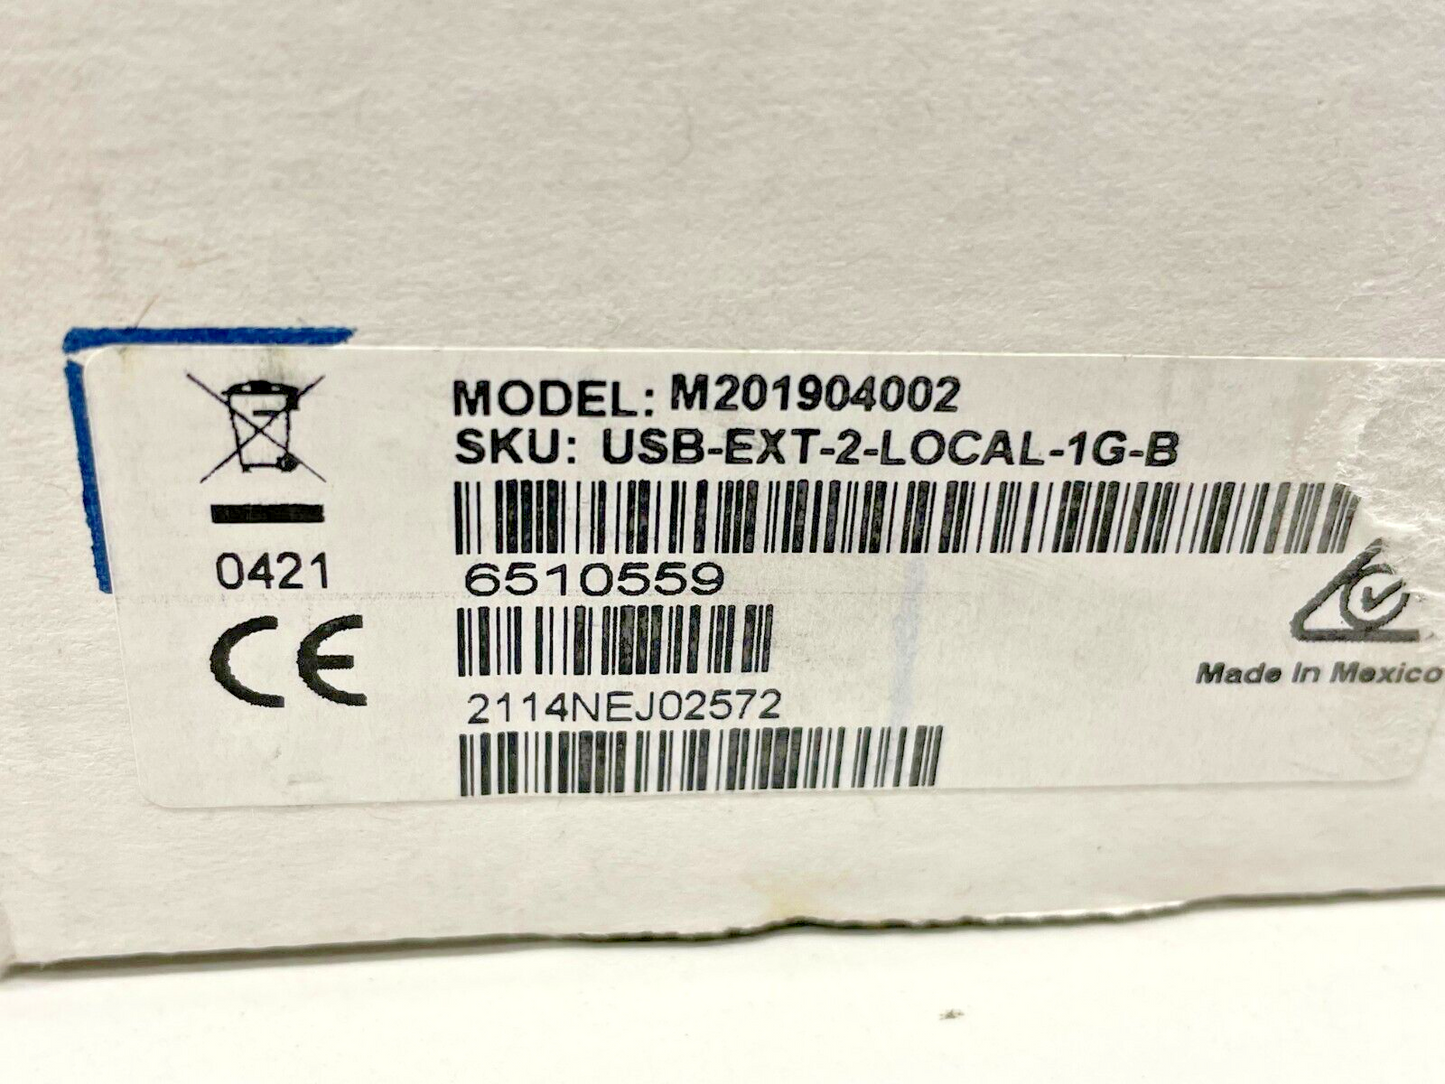 MODEL: M201904002
SKU: USB-EXT-2-LOCAL-1G-B
0421
6510559
CE
Made In Mexico
2114NEJ02572